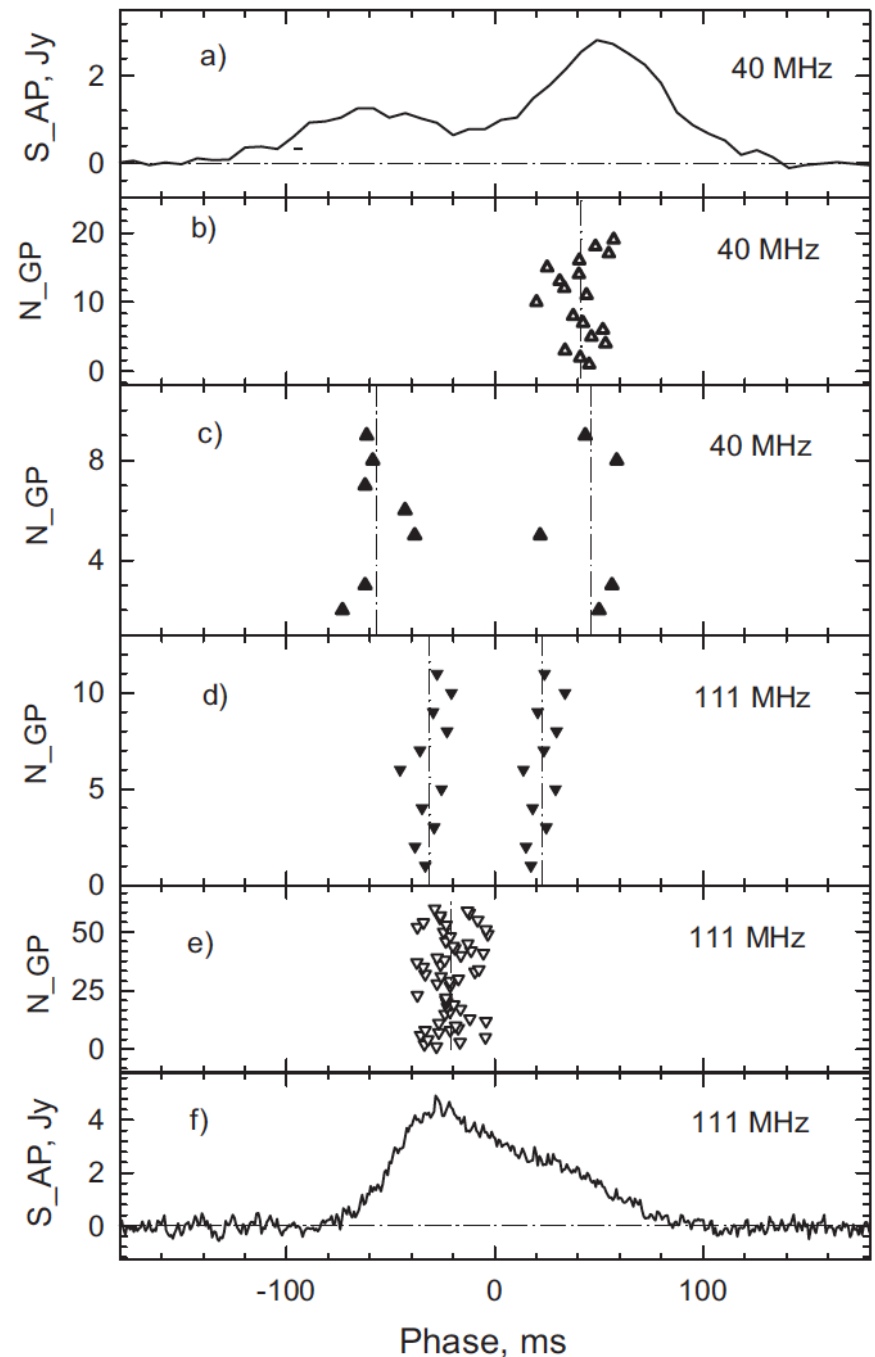 S_AP, Jy
2
0
a)
40 MHz
N_GP
20
10
0
b)
40 MHz
N_GP
8
4
c)
40 MHz
N_GP
10
5
0
d)
111 MHz
N_GP
50
25
0
e)
111 MHz
S_AP, Jy
4
2
0
f)
111 MHz
-100 0 100
Phase, ms